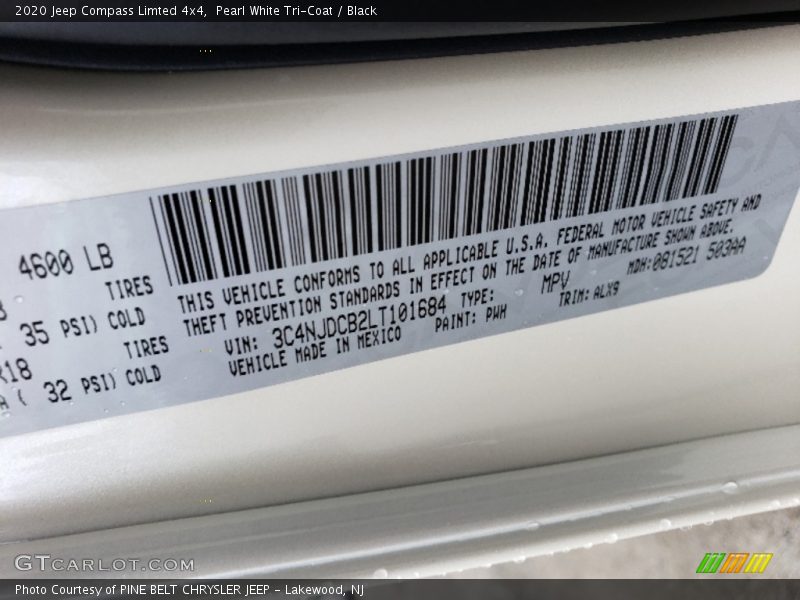 2020 Jeep Compass Limted 4x4,  Pearl White Tri-Coat / Black
4600 LB
TIRES
35 PSI) COLD
TIRES
( 32 PSI) COLD
THIS VEHICLE CONFORMS TO ALL APPLICABLE U.S.A. FEDERAL MOTOR VEHICLE SAFETY AND
THEFT PREVENTION STANDARDS IN EFFECT ON THE DATE OF MANUFACTURE SHOWN ABOVE.
VIN: 3C4NJDCB2LT101684 TYPE: MPV MDH:081521 503AA
VEHICLE MADE IN MEXICO PAINT: PWH TRIM: ALX9
GTCARLOT.COM
Photo Courtesy of PINE BELT CHRYSLER JEEP - Lakewood, NJ